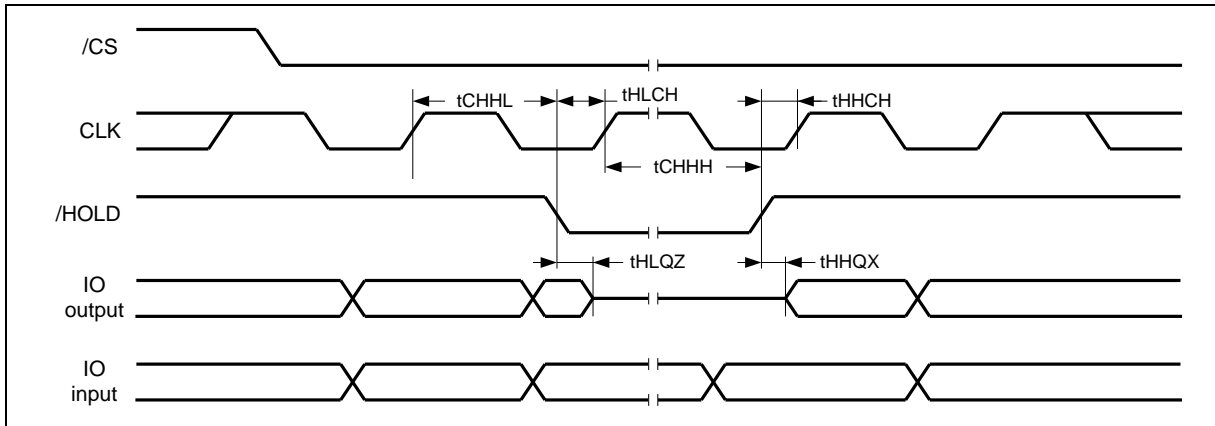 /CS
tCHHL
tHLCH
tHHCH
CLK
tCHHH
/HOLD
tHLQZ
tHHQX
IO
output
IO
input